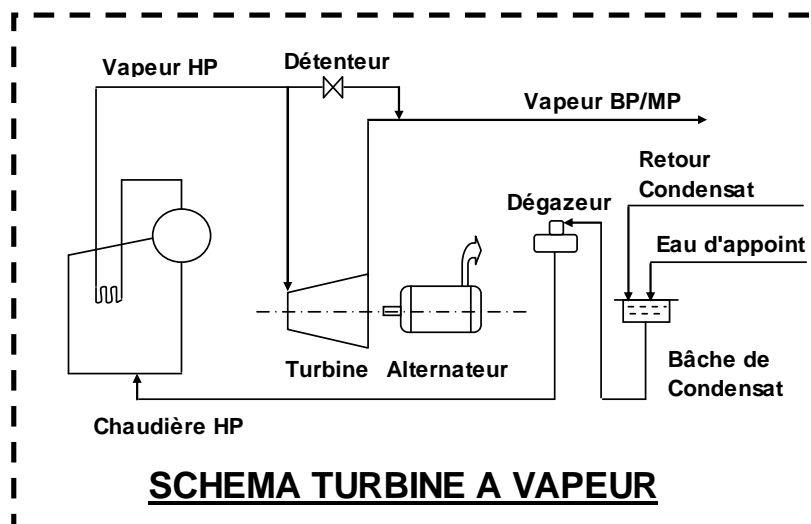 Vapeur HP
Détenteur
Vapeur BP/MP
Retour
Condensat
Dégazeur
Eau d'appoint
Turbine
Alternateur
Bâche de
Condensat
Chaudière HP
SCHEMA TURBINE A VAPEUR